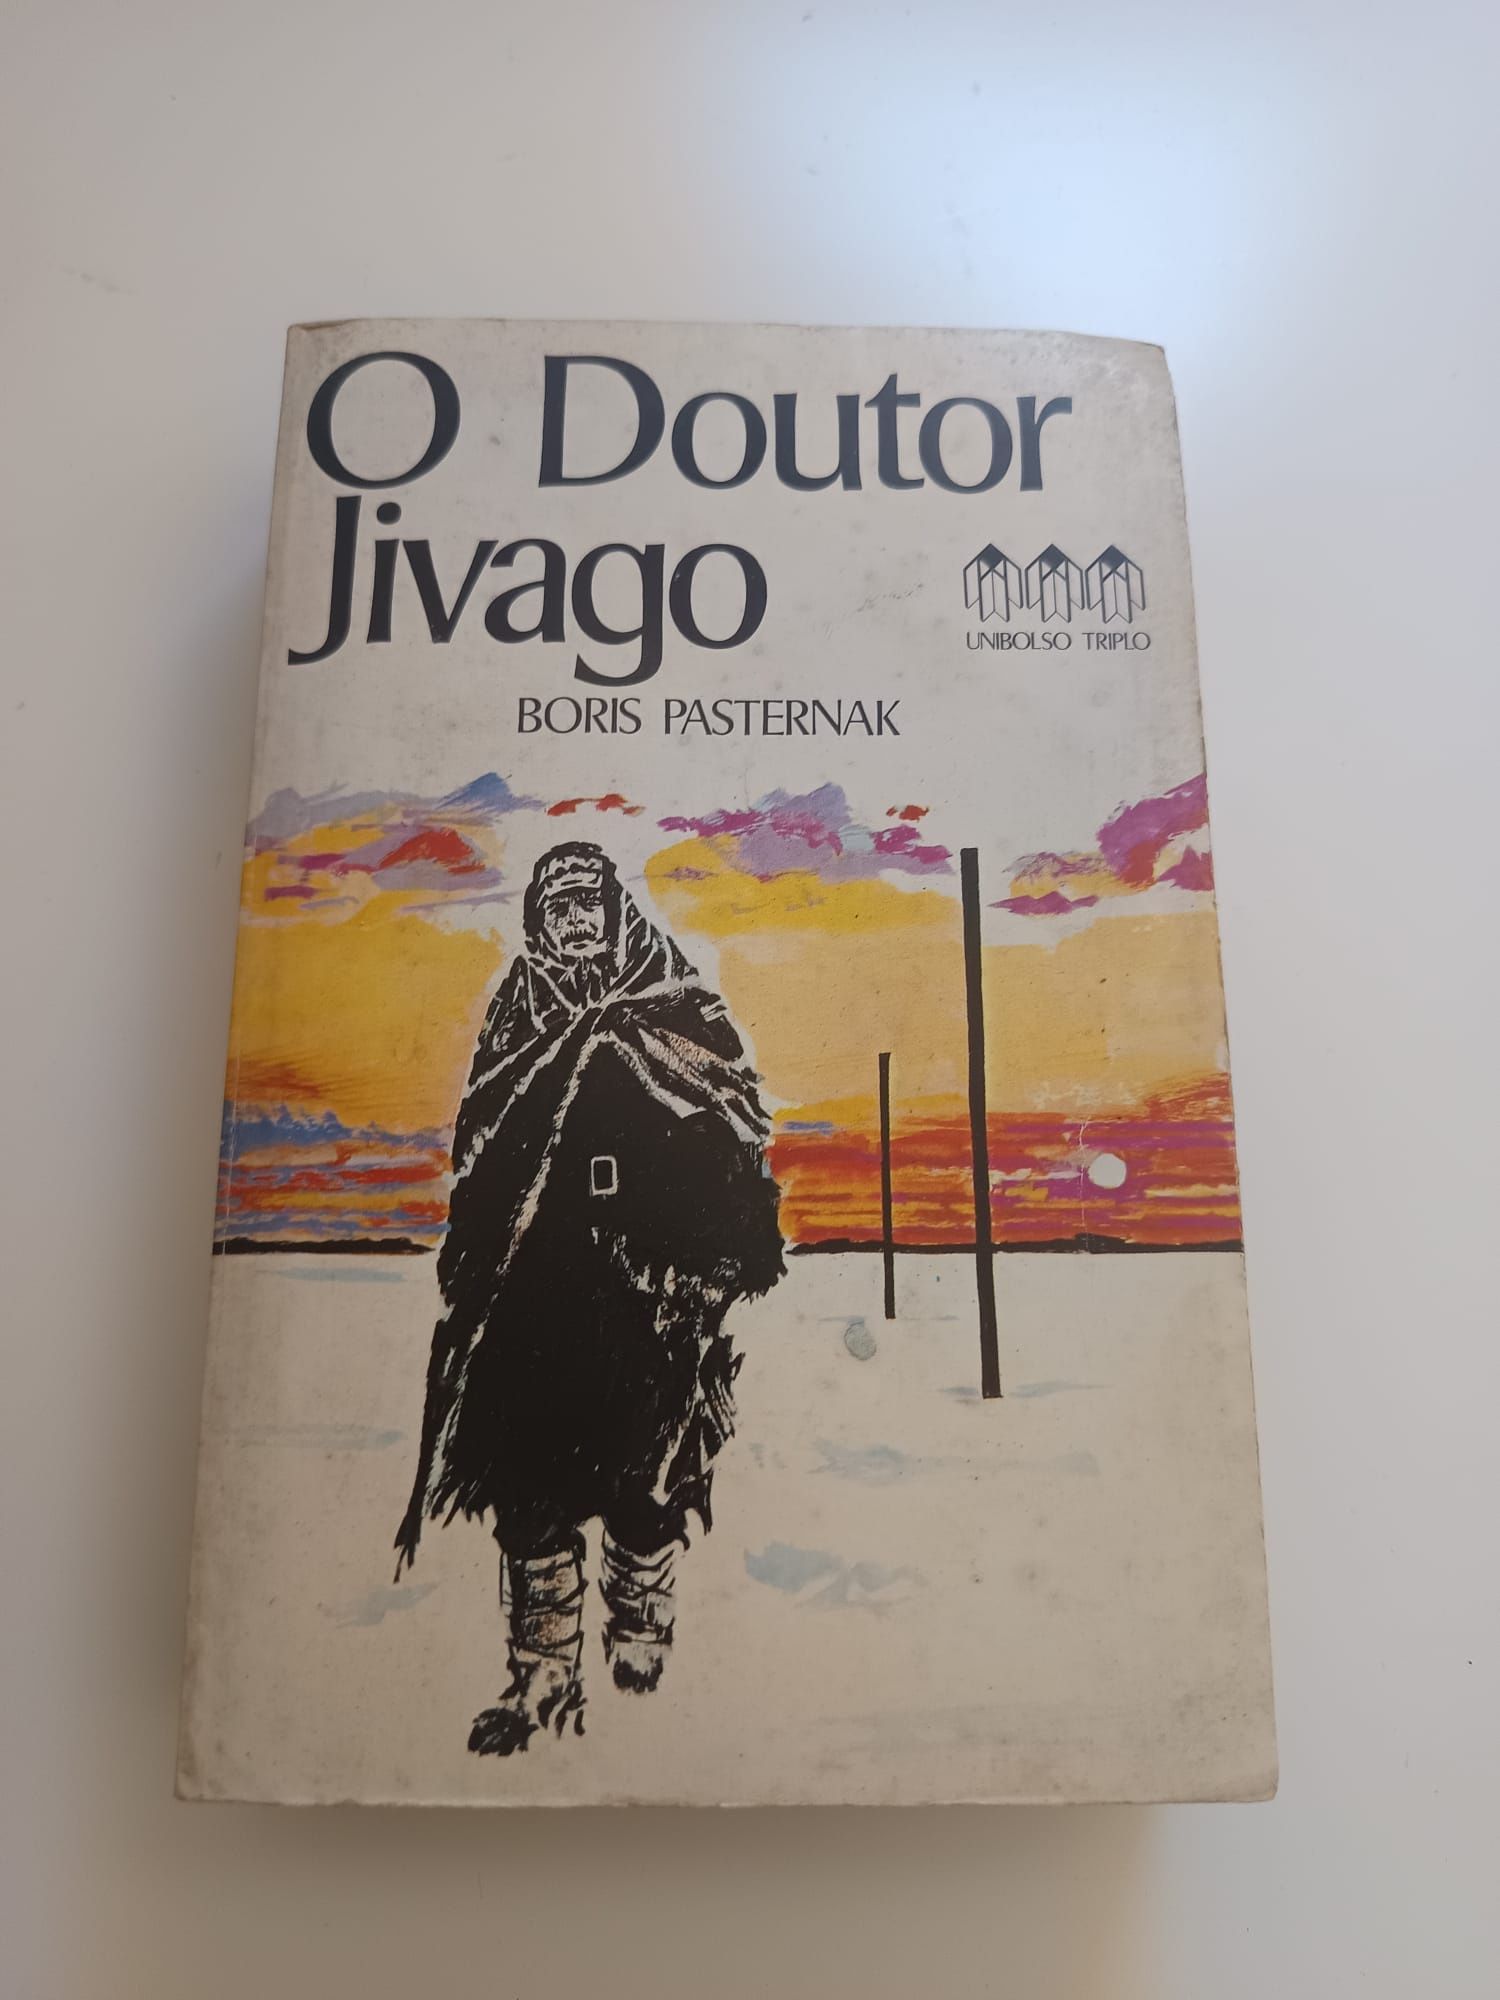 O Doutor
Jivago
UNIBOLSO TRIPLO
BORIS PASTERNAK